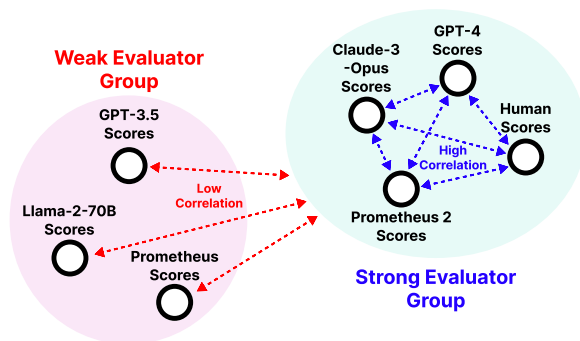 Weak Evaluator
Group
GPT-3.5
Scores
Llama-2-70B
Scores
Prometheus
Scores
Low
Correlation
Claude-3
-Opus
Scores
GPT-4
Scores
Human
Scores
High
Correlation
Prometheus 2
Scores
Strong Evaluator
Group